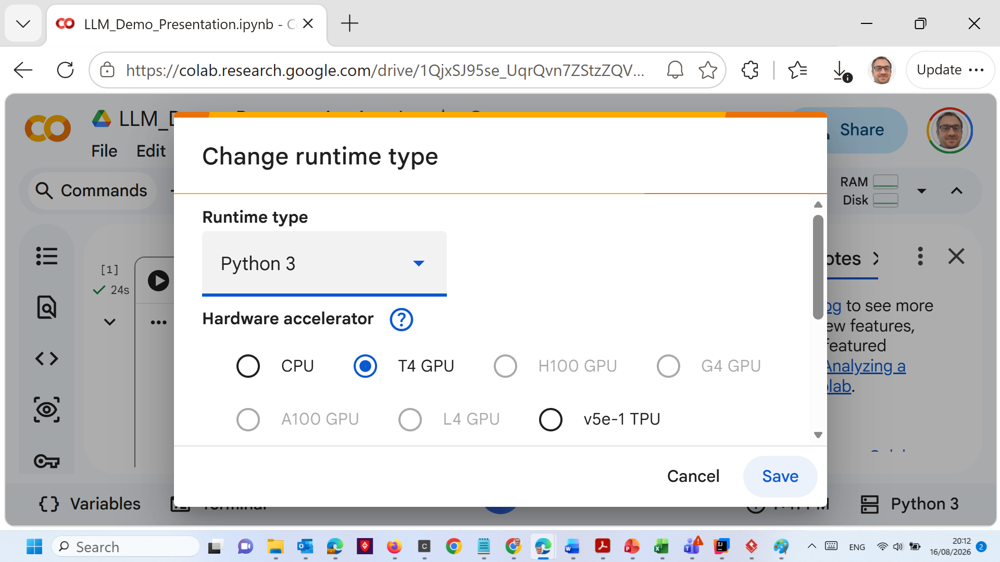 LLM_Demo_Presentation.ipynb - C
https://colab.research.google.com/drive/1QjxSJ95se_UqrQvn7ZStzZQV...
Update
LLM_D
Share
File Edit
Change runtime type
Commands
RAM
Disk
Runtime type
Python 3
[1]
24s
otes
Hardware accelerator
og to see more
ew features,
featured
Analyzing a
lab.
CPU T4 GPU H100 GPU G4 GPU
A100 GPU L4 GPU v5e-1 TPU
Cancel Save
Variables
Terminal
Python 3
Search
ENG
20:12
16/08/2026
2